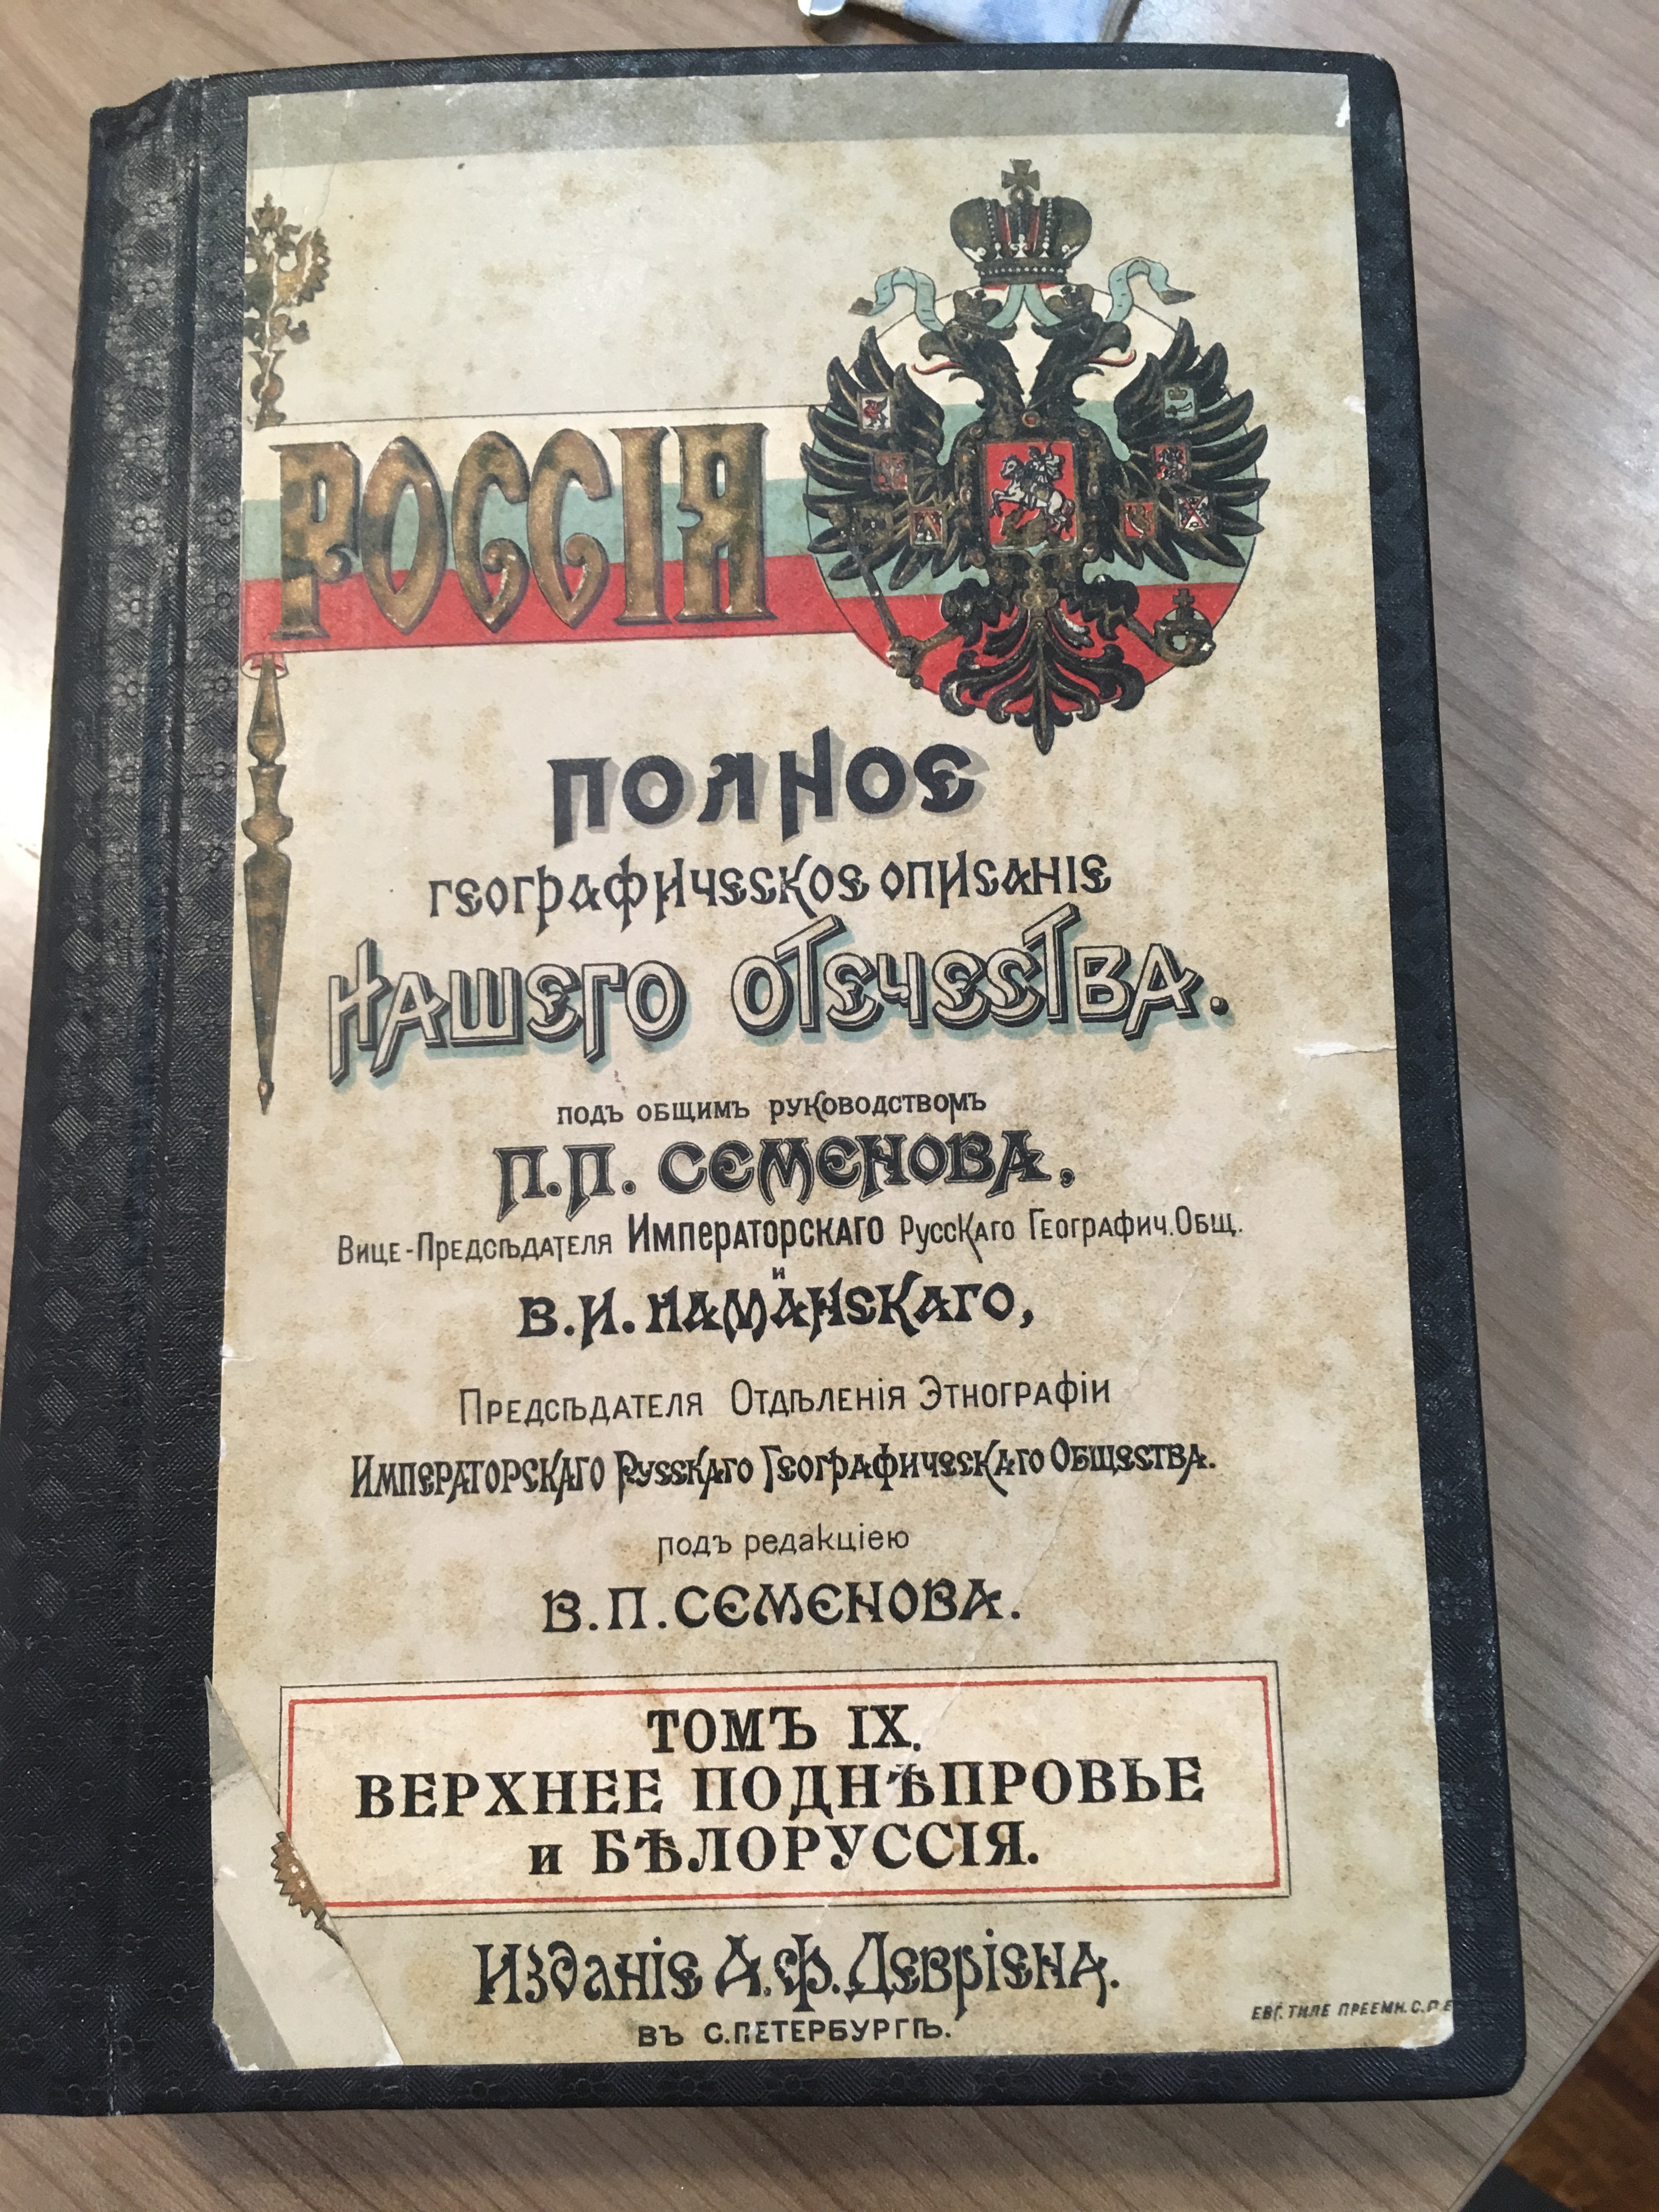 РОССІЯ
ПОЛНОЕ
ГЕОГРАФИЧЕСКОЕ ОПИСАНІЕ
НАШЕГО ОТЕЧЕСТВА.
ПОДЪ ОБЩИМЪ РУКОВОДСТВОМЪ
П.П. СЕМЕНОВА,
ВИЦЕ-ПРЕДСѢДАТЕЛЯ ИМПЕРАТОРСКАГО РУССКАГО ГЕОГРАФИЧ. ОБЩ.
И
В.И. ЛАМАНСКАГО,
ПРЕДСѢДАТЕЛЯ ОТДѢЛЕНІЯ ЭТНОГРАФІИ
ИМПЕРАТОРСКАГО РУССКАГО ГЕОГРАФИЧЕСКАГО ОБЩЕСТВА.
подъ редакціею
В.П. СЕМЕНОВА.
ТОМЪ IX.
ВЕРХНЕЕ ПОДНѢПРОВЬЕ
и БѢЛОРУССІЯ.
Изданіе А.Ф. Девріена.
ВЪ С.ПЕТЕРБУРГѢ.
ЕВГ. ТИЛЕ ПРЕЕМН. С.П.Б